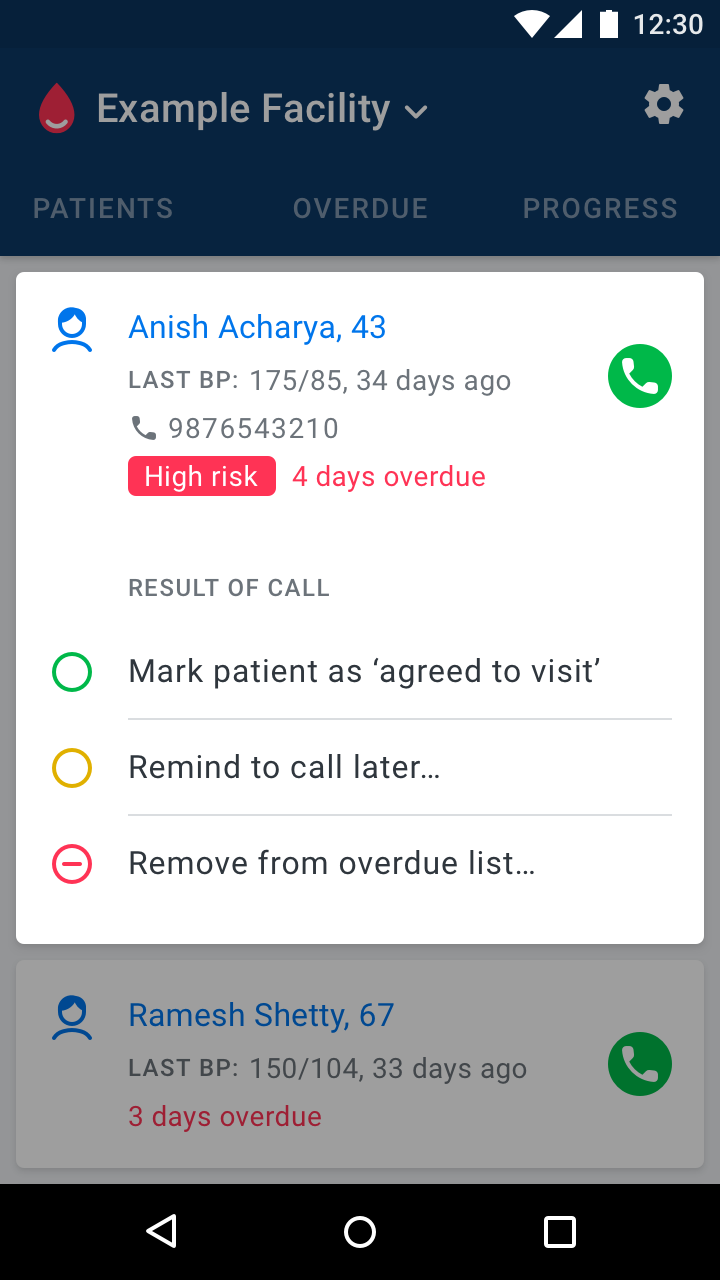 12:30
Example Facility
PATIENTS OVERDUE PROGRESS
Anish Acharya, 43
LAST BP: 175/85, 34 days ago
9876543210
High risk 4 days overdue
RESULT OF CALL
Mark patient as ‘agreed to visit’
Remind to call later…
Remove from overdue list…
Ramesh Shetty, 67
LAST BP: 150/104, 33 days ago
3 days overdue